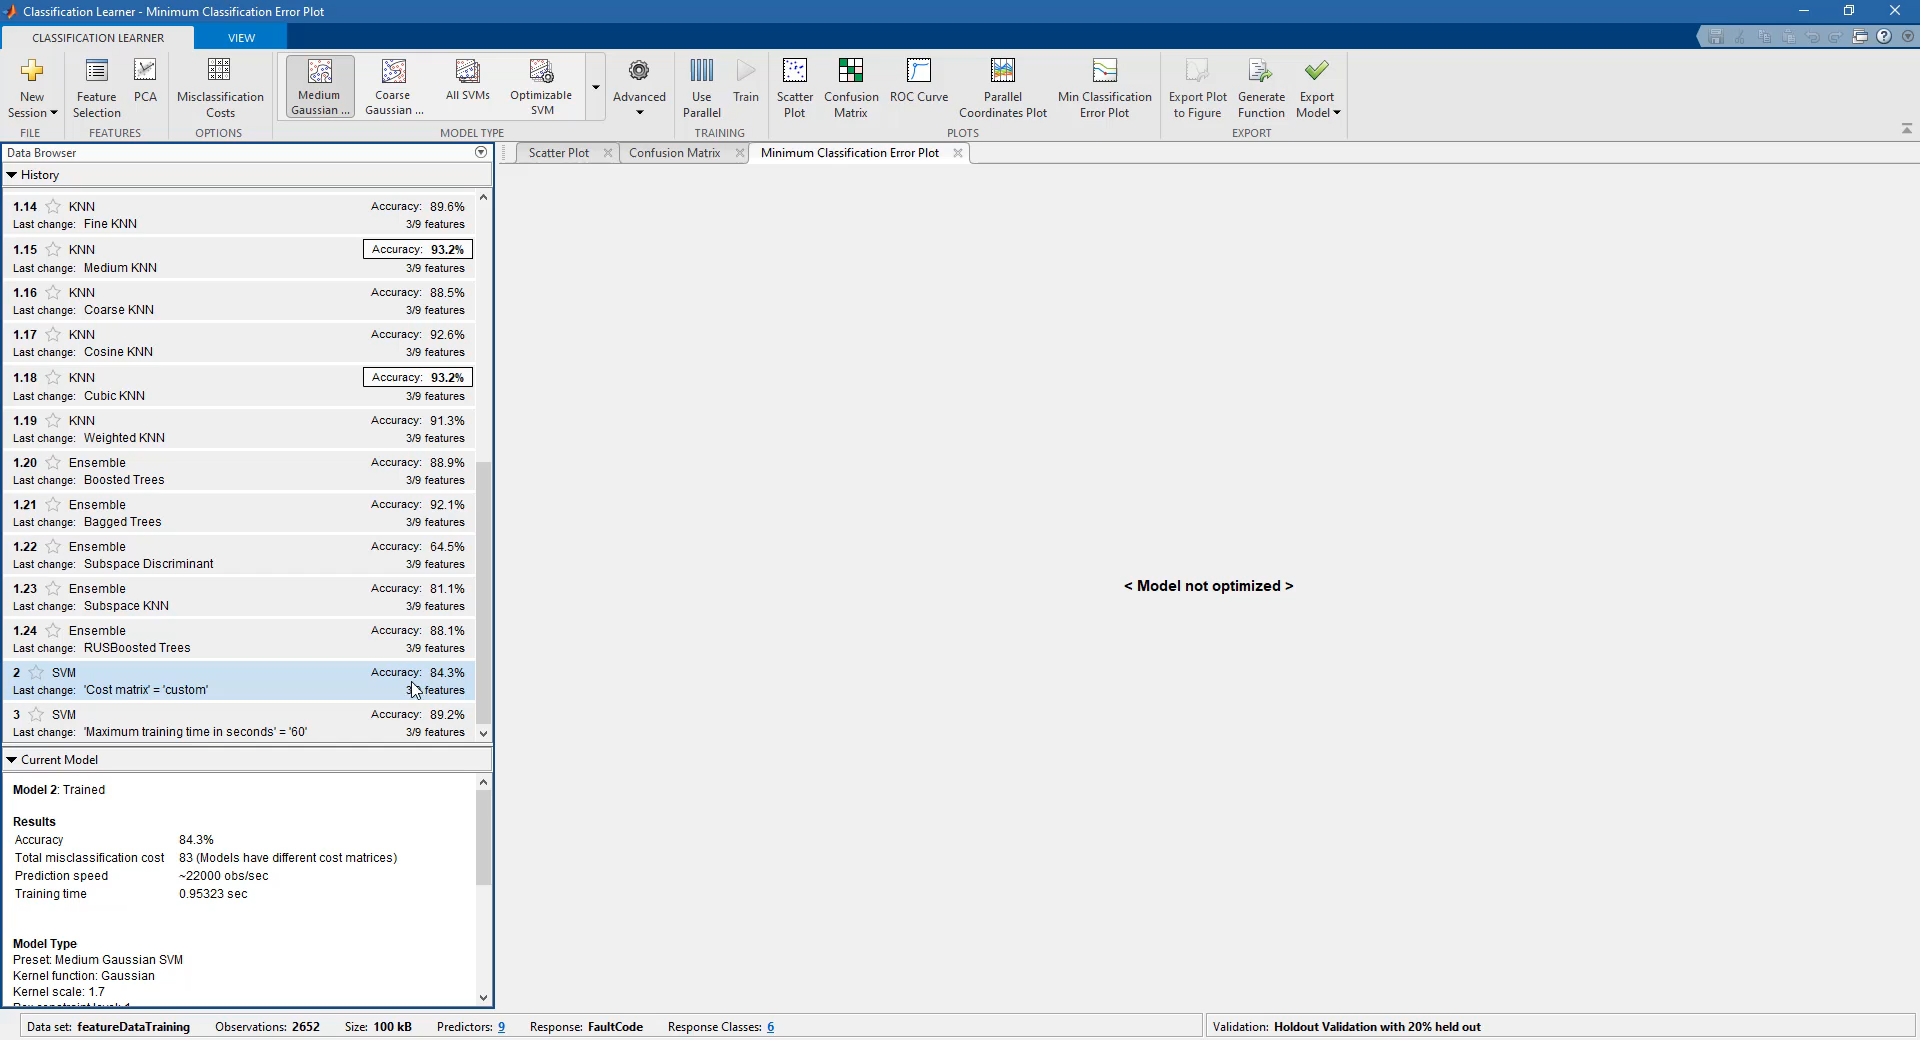 Classification Learner - Minimum Classification Error Plot
CLASSIFICATION LEARNER
VIEW
New
Session
Feature
Selection
PCA
Misclassification
Costs
Medium
Gaussian ...
Coarse
Gaussian ...
All SVMs
Optimizable
SVM
Advanced
Use
Parallel
Train
Scatter
Plot
Confusion
Matrix
ROC Curve
Parallel
Coordinates Plot
Min Classification
Error Plot
Export Plot
to Figure
Generate
Function
Export
Model
FILE
FEATURES
OPTIONS
MODEL TYPE
TRAINING
PLOTS
EXPORT
Data Browser
Scatter Plot
Confusion Matrix
Minimum Classification Error Plot
History
1.14 KNN Accuracy: 89.6%
Last change: Fine KNN 3/9 features
1.15 KNN Accuracy: 93.2%
Last change: Medium KNN 3/9 features
1.16 KNN Accuracy: 88.5%
Last change: Coarse KNN 3/9 features
1.17 KNN Accuracy: 92.6%
Last change: Cosine KNN 3/9 features
1.18 KNN Accuracy: 93.2%
Last change: Cubic KNN 3/9 features
1.19 KNN Accuracy: 91.3%
Last change: Weighted KNN 3/9 features
1.20 Ensemble Accuracy: 88.9%
Last change: Boosted Trees 3/9 features
1.21 Ensemble Accuracy: 92.1%
Last change: Bagged Trees 3/9 features
1.22 Ensemble Accuracy: 64.5%
Last change: Subspace Discriminant 3/9 features
1.23 Ensemble Accuracy: 81.1%
Last change: Subspace KNN 3/9 features
1.24 Ensemble Accuracy: 88.1%
Last change: RUSBoosted Trees 3/9 features
2 SVM Accuracy: 84.3%
Last change: 'Cost matrix' = 'custom' features
3 SVM Accuracy: 89.2%
Last change: 'Maximum training time in seconds' = '60' 3/9 features
< Model not optimized >
Current Model
Model 2: Trained
Results
Accuracy 84.3%
Total misclassification cost 83 (Models have different cost matrices)
Prediction speed ~22000 obs/sec
Training time 0.95323 sec
Model Type
Preset: Medium Gaussian SVM
Kernel function: Gaussian
Kernel scale: 1.7
Data set: featureDataTraining Observations: 2652 Size: 100 kB Predictors: 9 Response: FaultCode Response Classes: 6
Validation: Holdout Validation with 20% held out